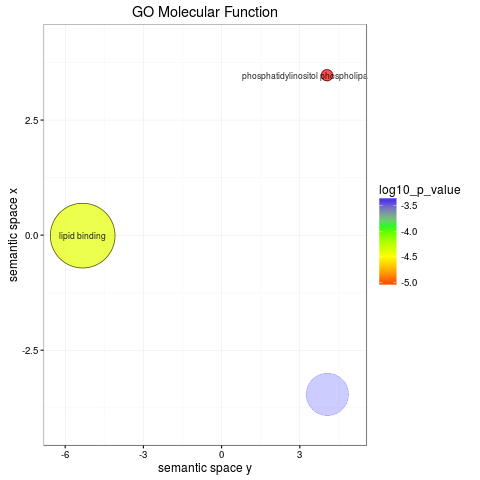 GO Molecular Function
phosphatidylinositol phospholipa
2.5
log10_p_value
-3.5
-4.0
-4.5
-5.0
semantic space x
0.0
lipid binding
-2.5
-6
-3
0
3
semantic space y